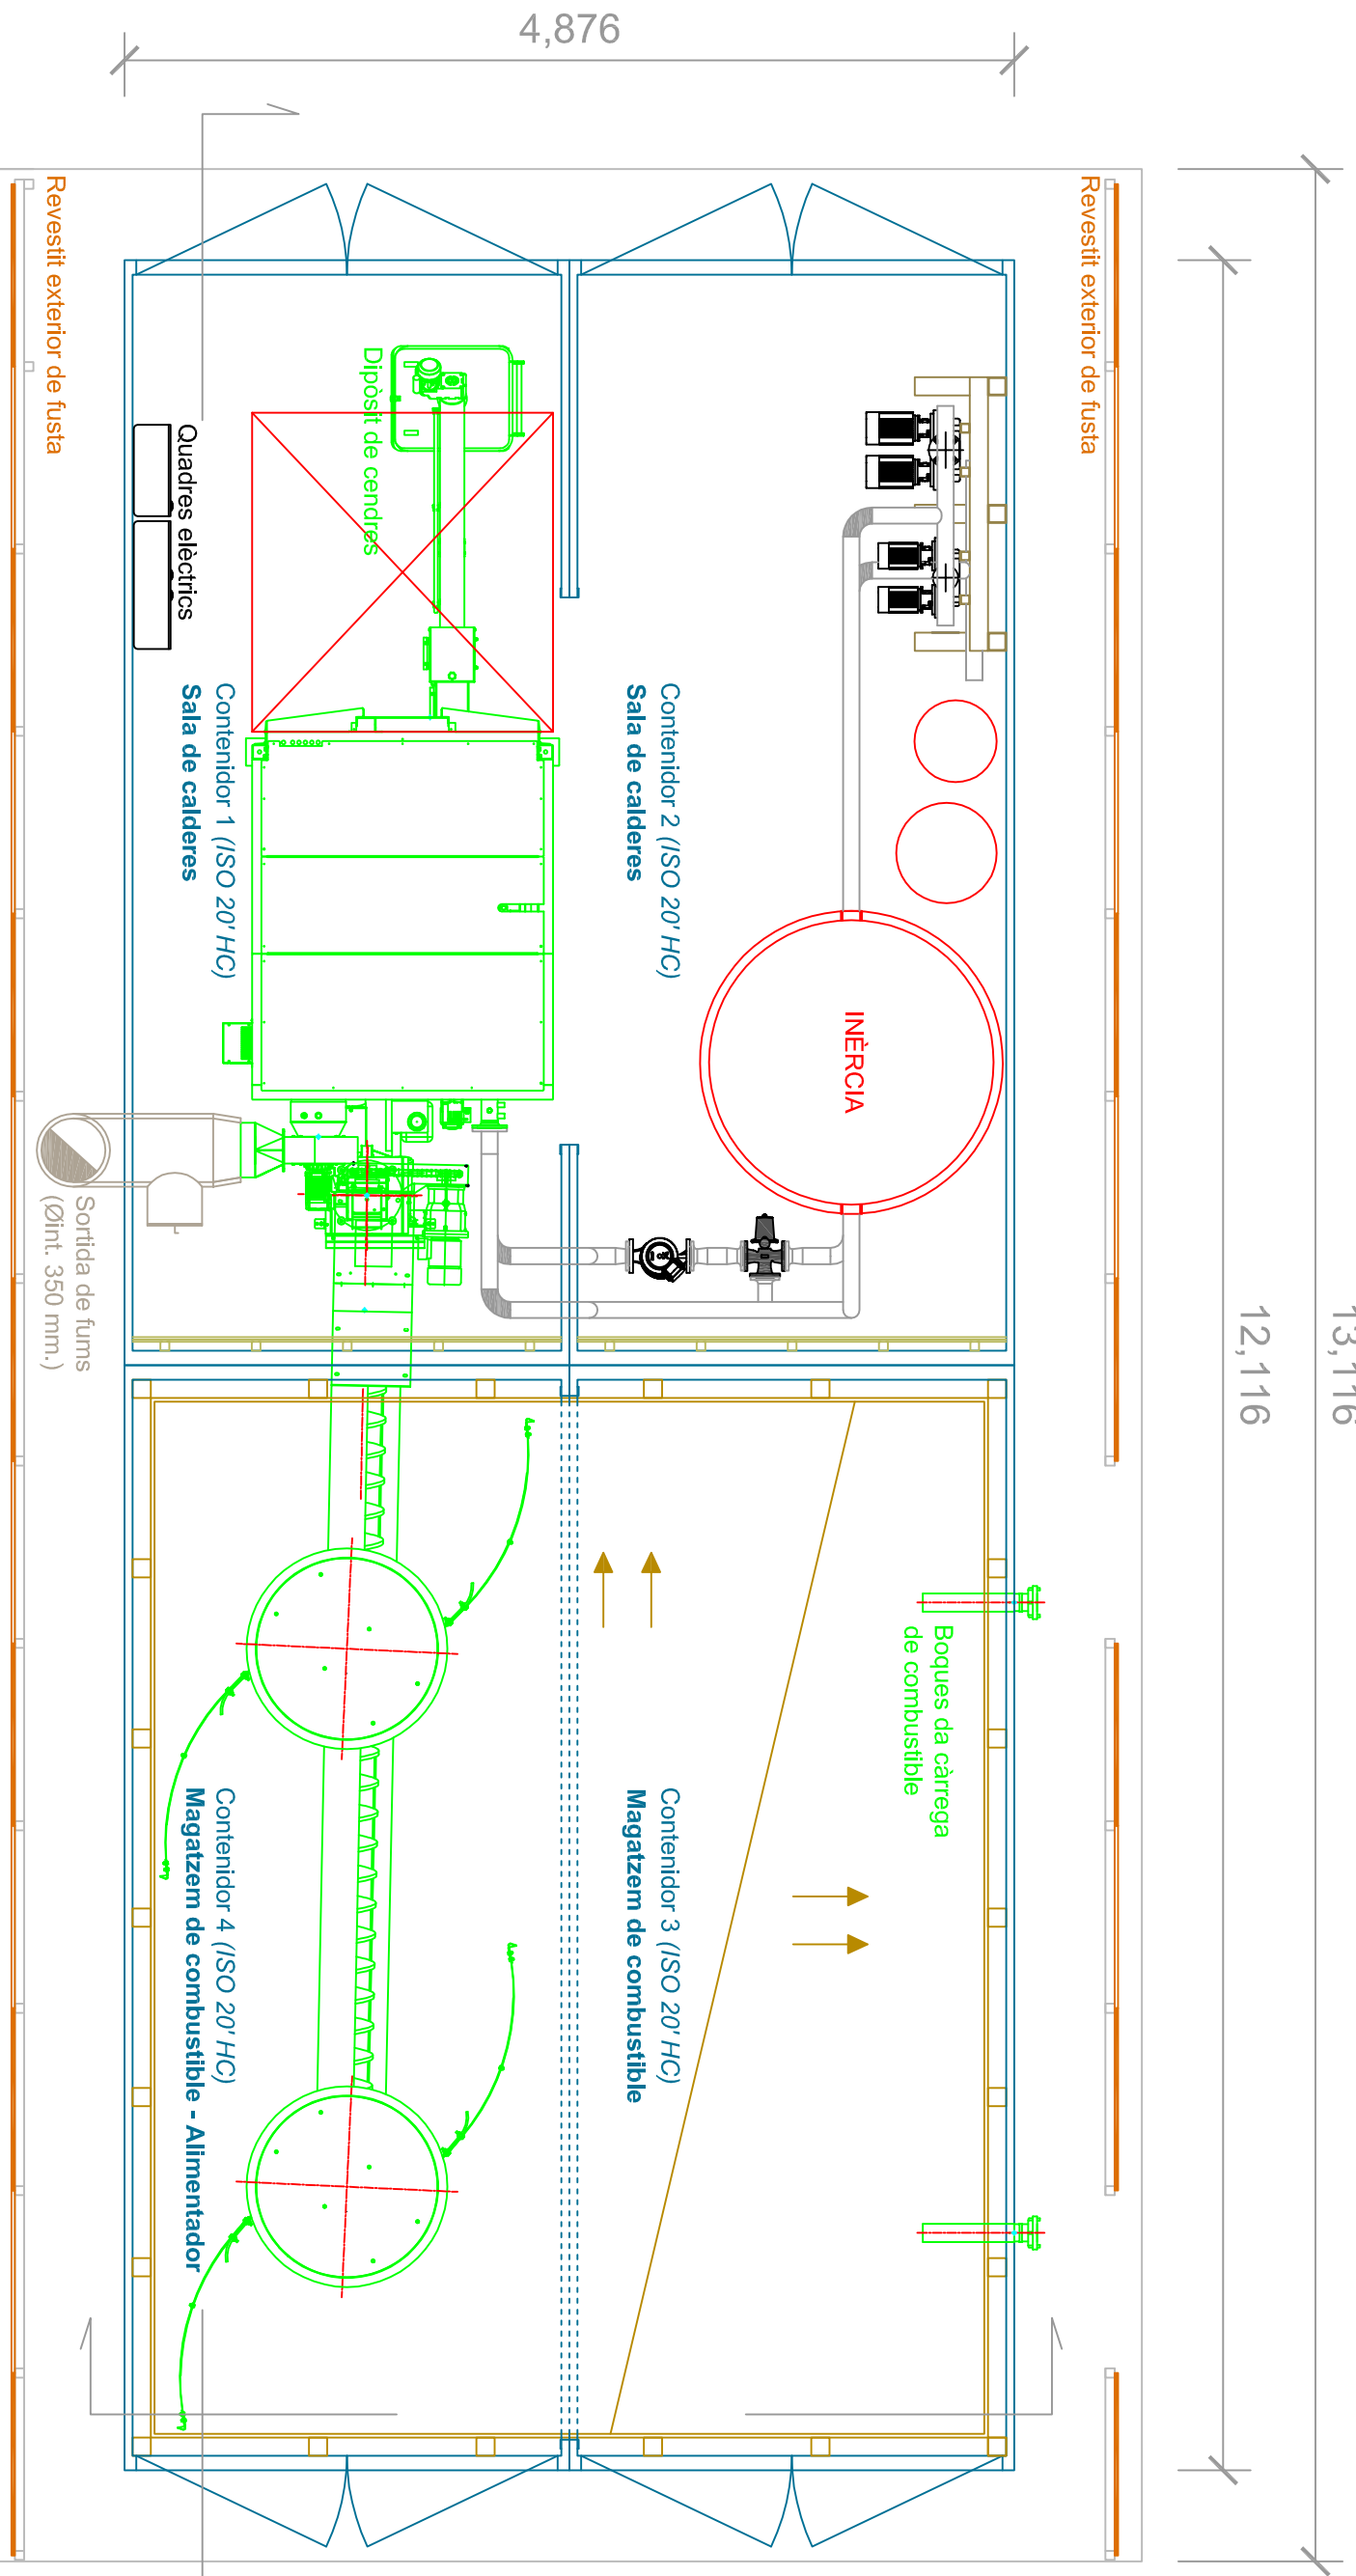 4,876
Revestit exterior de fusta
Revestit exterior de fusta
Dipòsit de cendres
Quadres elèctrics
Contenidor 1 (ISO 20' HC)
Sala de calderes
Contenidor 2 (ISO 20' HC)
Sala de calderes
INÈRCIA
Sortida de fums
(Øint. 350 mm.)
12,116
13,116
Boques da càrrega
de combustible
Contenidor 4 (ISO 20' HC)
Magatzem de combustible - Alimentador
Contenidor 3 (ISO 20' HC)
Magatzem de combustible